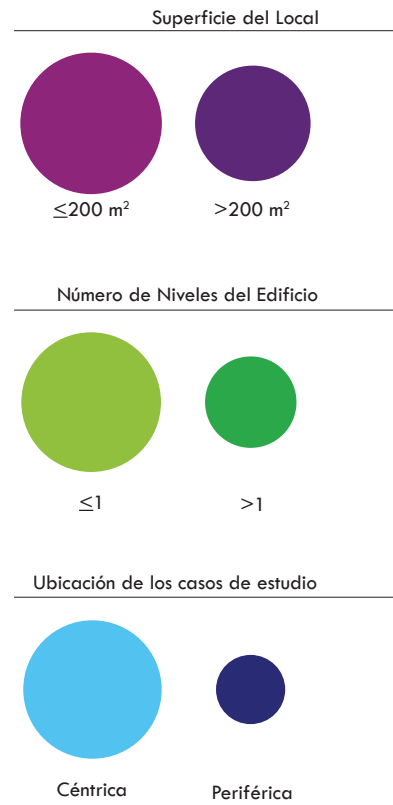 Superficie del Local
≤200 m² >200 m²
Número de Niveles del Edificio
≤1 >1
Ubicación de los casos de estudio
Céntrica Periférica